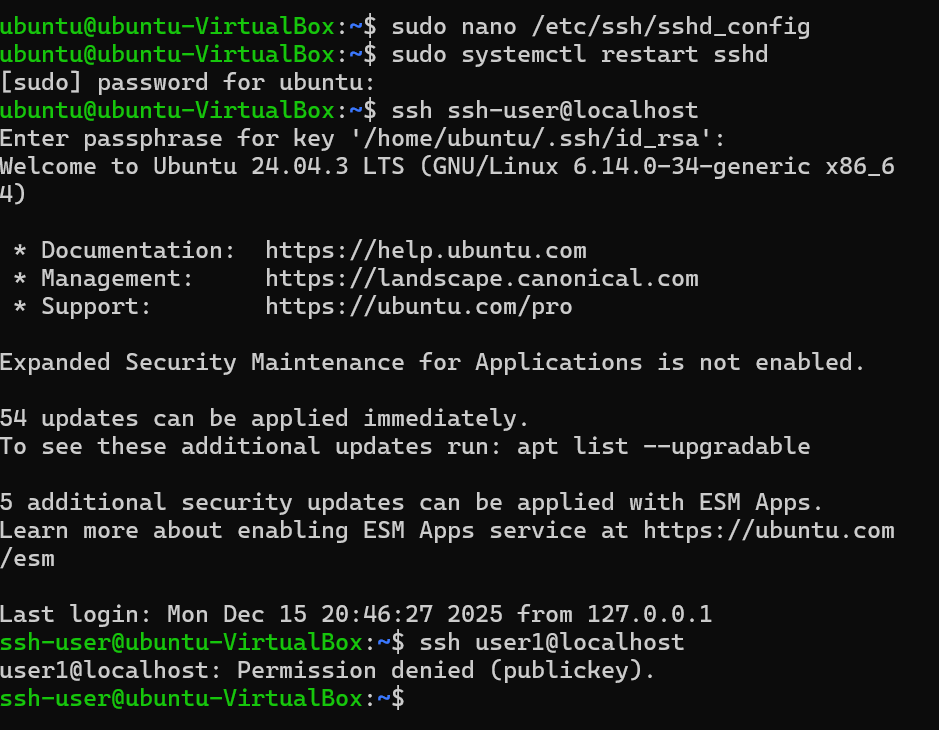 ubuntu@ubuntu-VirtualBox:~$ sudo nano /etc/ssh/sshd_config
ubuntu@ubuntu-VirtualBox:~$ sudo systemctl restart sshd
[sudo] password for ubuntu:
ubuntu@ubuntu-VirtualBox:~$ ssh ssh-user@localhost
Enter passphrase for key '/home/ubuntu/.ssh/id_rsa':
Welcome to Ubuntu 24.04.3 LTS (GNU/Linux 6.14.0-34-generic x86_6
4)

 * Documentation:  https://help.ubuntu.com
 * Management:     https://landscape.canonical.com
 * Support:        https://ubuntu.com/pro

Expanded Security Maintenance for Applications is not enabled.

54 updates can be applied immediately.
To see these additional updates run: apt list --upgradable

5 additional security updates can be applied with ESM Apps.
Learn more about enabling ESM Apps service at https://ubuntu.com
/esm

Last login: Mon Dec 15 20:46:27 2025 from 127.0.0.1
ssh-user@ubuntu-VirtualBox:~$ ssh user1@localhost
user1@localhost: Permission denied (publickey).
ssh-user@ubuntu-VirtualBox:~$